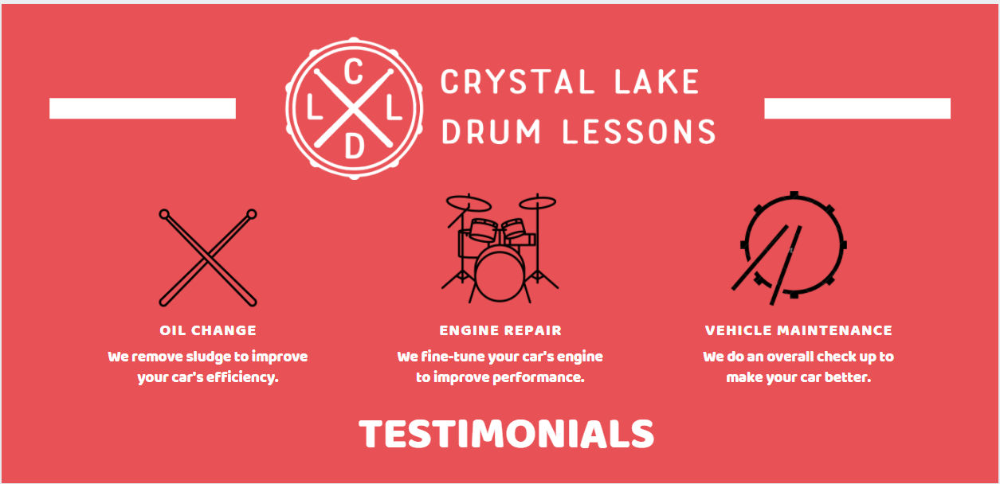 C
L L
D
CRYSTAL LAKE
DRUM LESSONS
OIL CHANGE
We remove sludge to improve
your car's efficiency.
ENGINE REPAIR
We fine-tune your car's engine
to improve performance.
VEHICLE MAINTENANCE
We do an overall check up to
make your car better.
TESTIMONIALS